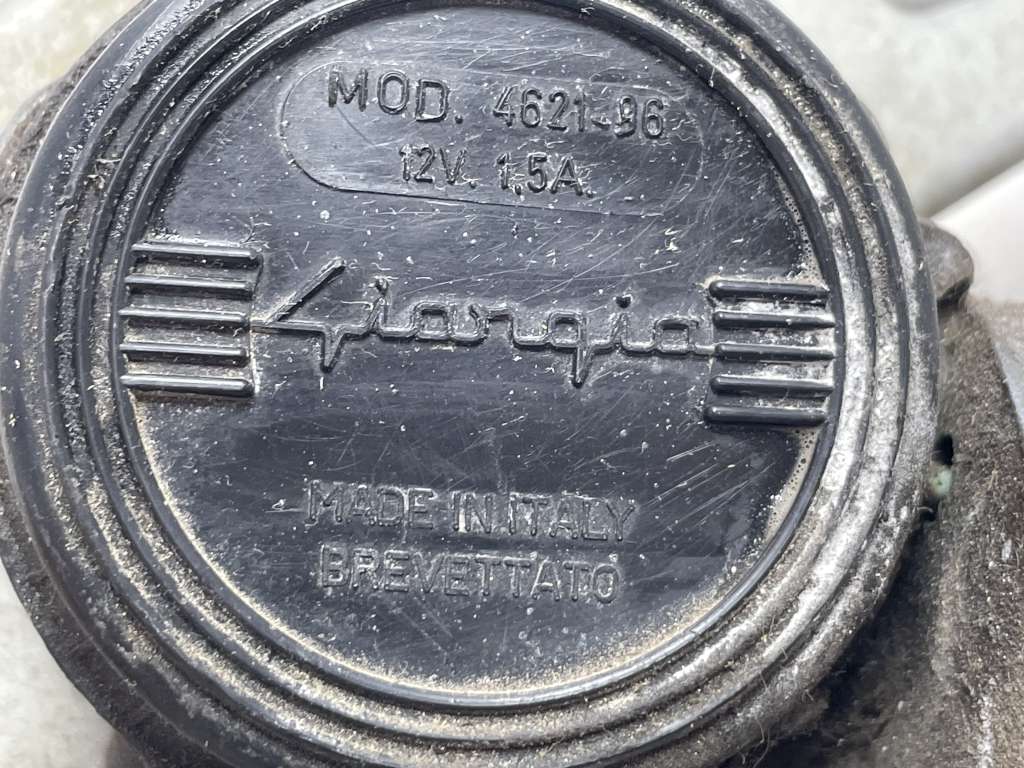 MOD. 4621-96
12V. 1,5A.
Giorgia
MADE IN ITALY
BREVETTATO